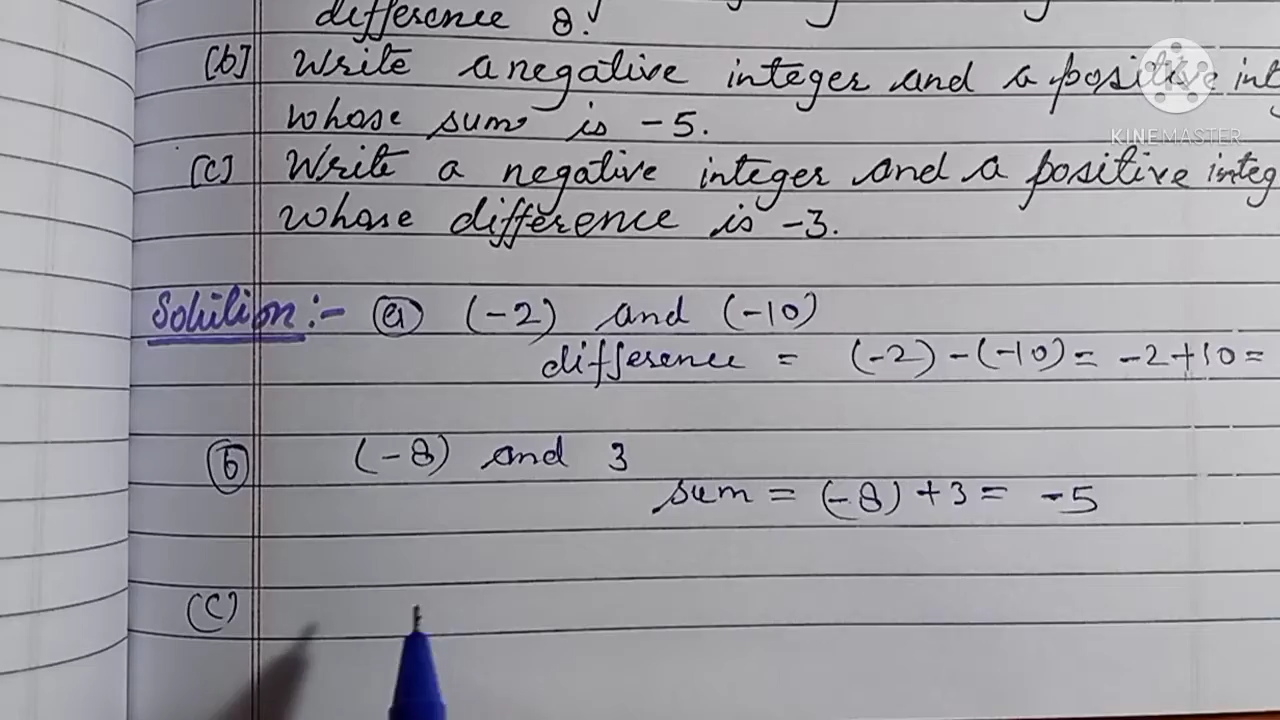 difference 8.
(b) Write a negative integer and a positive int
whose sum is -5.
(c) Write a negative integer and a positive integ
whose difference is -3.
KINEMASTER
Solution:- (a) (-2) and (-10)
difference = (-2)-(-10) = -2+10=
(b) (-8) and 3
sum = (-8)+3 = -5
(c)